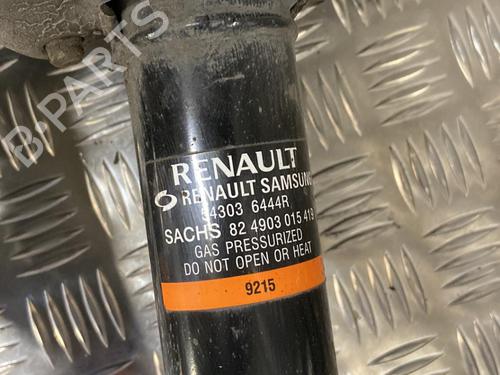 RENAULT
RENAULT SAMSUNG
54303 6444R
SACHS 82 4903 015 419
GAS PRESSURIZED
DO NOT OPEN OR HEAT
9215
B-PARTS